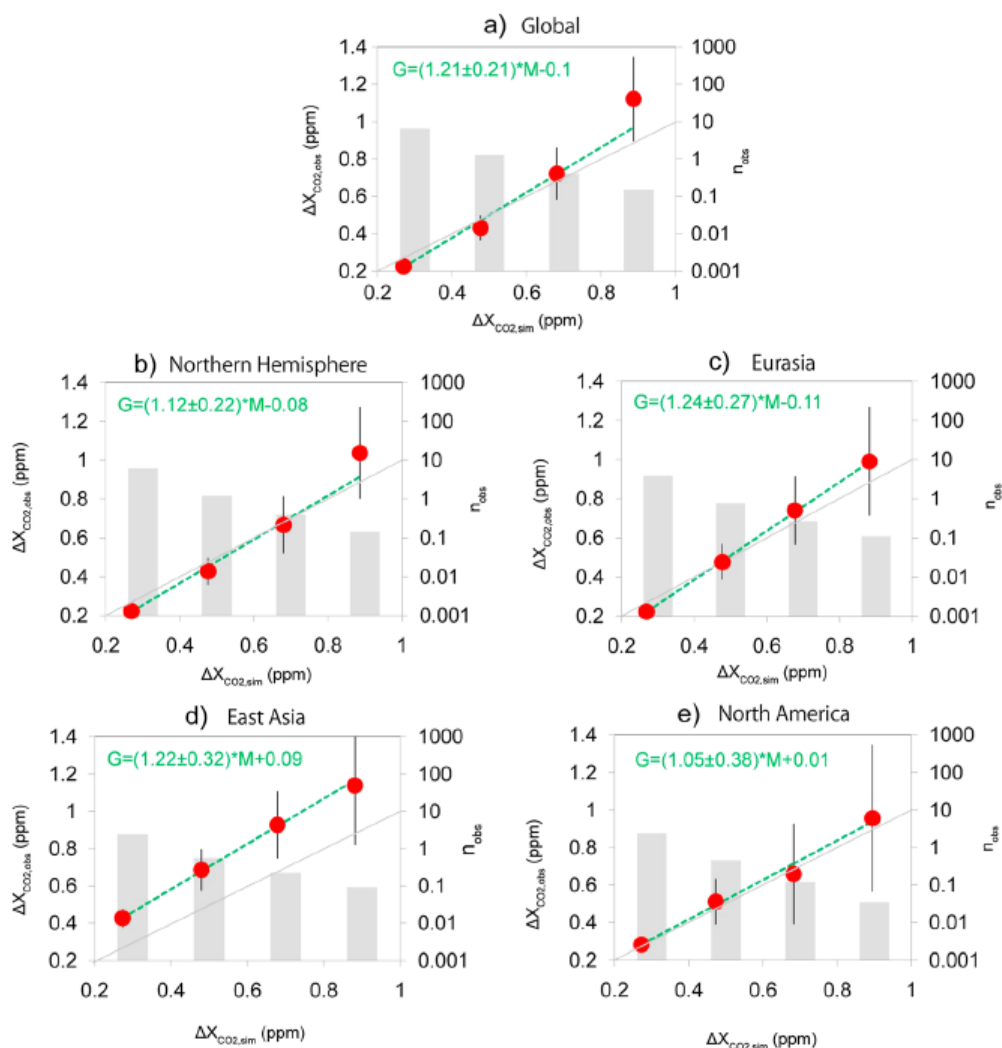 a) Global
1.4
1.2
1
0.8
0.6
0.4
0.2
G=(1.21±0.21)*M-0.1
1000
100
10
1
0.1
0.01
0.001
ΔXCO2,obs (ppm)
nobs
0.2 0.4 0.6 0.8 1
ΔXCO2,sim (ppm)
b) Northern Hemisphere
1.4
1.2
1
0.8
0.6
0.4
0.2
G=(1.12±0.22)*M-0.08
1000
100
10
1
0.1
0.01
0.001
ΔXCO2,obs (ppm)
nobs
0.2 0.4 0.6 0.8 1
ΔXCO2,sim (ppm)
c) Eurasia
1.4
1.2
1
0.8
0.6
0.4
0.2
G=(1.24±0.27)*M-0.11
1000
100
10
1
0.1
0.01
0.001
ΔXCO2,obs (ppm)
nobs
0.2 0.4 0.6 0.8 1
ΔXCO2,sim (ppm)
d) East Asia
1.4
1.2
1
0.8
0.6
0.4
0.2
G=(1.22±0.32)*M+0.09
1000
100
10
1
0.1
0.01
0.001
ΔXCO2,obs (ppm)
nobs
0.2 0.4 0.6 0.8 1
ΔXCO2,sim (ppm)
e) North America
1.4
1.2
1
0.8
0.6
0.4
0.2
G=(1.05±0.38)*M+0.01
1000
100
10
1
0.1
0.01
0.001
ΔXCO2,obs (ppm)
nobs
0.2 0.4 0.6 0.8 1
ΔXCO2,sim (ppm)